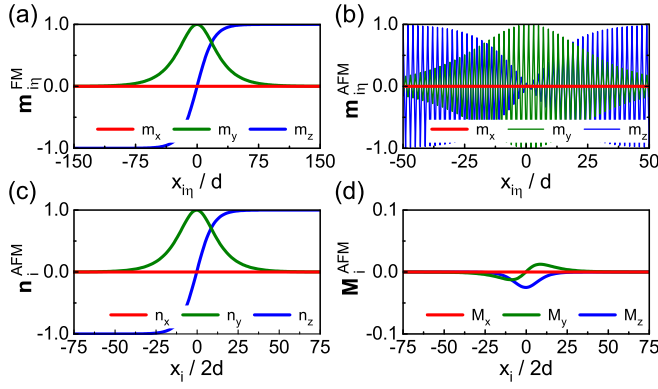 (a)
1.0
0.0
-1.0
m_{iη}^{FM}
m_x m_y m_z
-150 -75 0 75 150
x_{iη} / d
(b)
1.0
0.0
-1.0
m_{iη}^{AFM}
m_x m_y m_z
-50 -25 0 25 50
x_{iη} / d
(c)
1.0
0.0
-1.0
n_i^{AFM}
n_x n_y n_z
-75 -50 -25 0 25 50 75
x_i / 2d
(d)
0.1
0.0
-0.1
M_i^{AFM}
M_x M_y M_z
-75 -50 -25 0 25 50 75
x_i / 2d